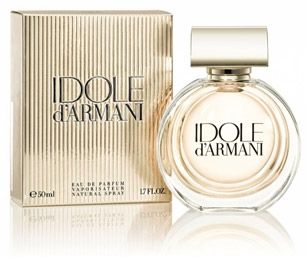 IDOLE
d'ARMANI
EAU DE PARFUM
VAPORISATEUR
NATURAL SPRAY
℮50ml
1.7 FL.OZ.
IDOLE
d'ARMANI